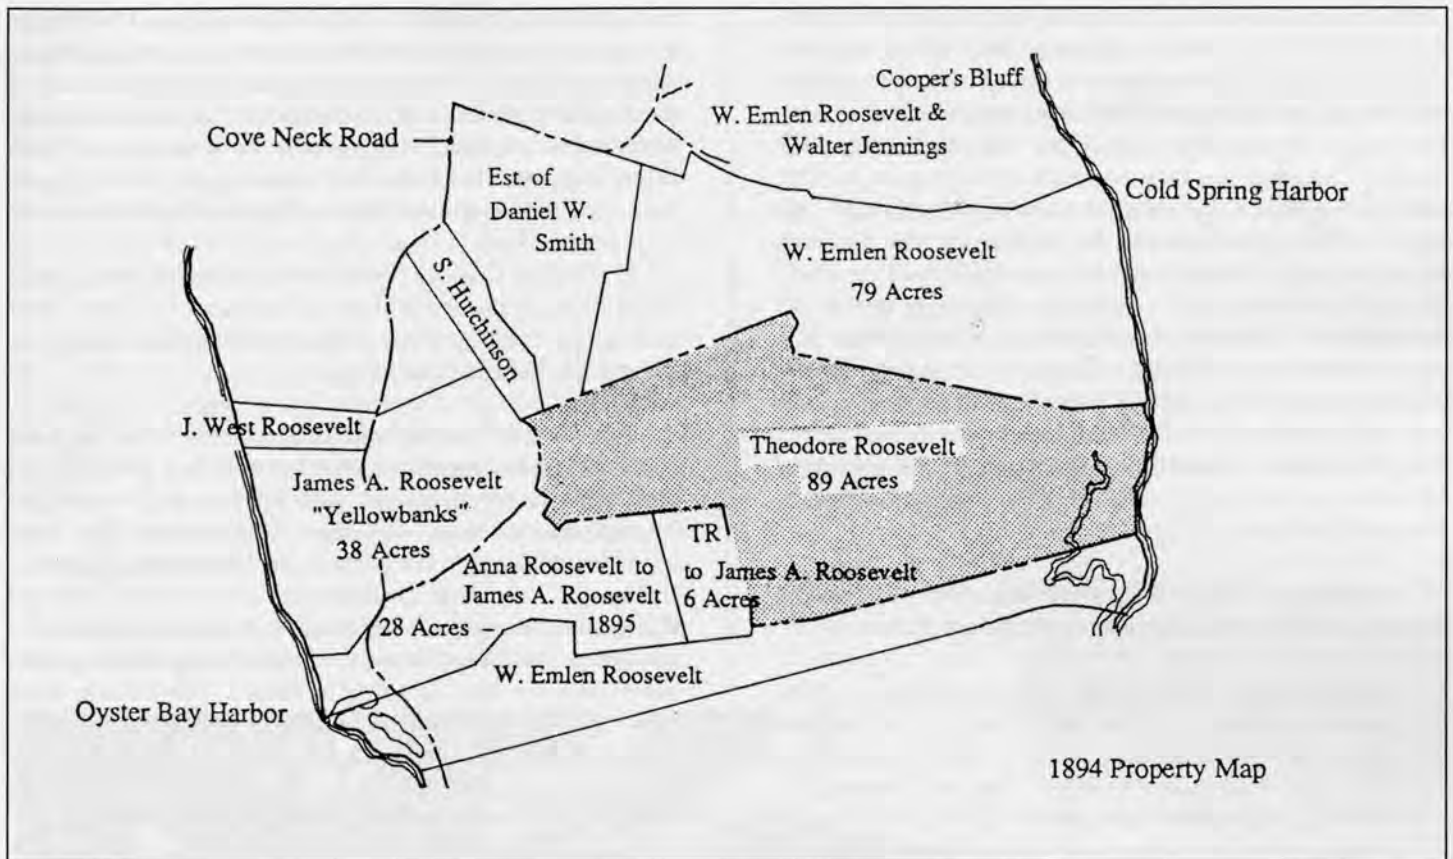 Cooper's Bluff
W. Emlen Roosevelt &
Walter Jennings
Cove Neck Road
Est. of
Daniel W.
Smith
Cold Spring Harbor
S. Hutchinson
W. Emlen Roosevelt
79 Acres
J. West Roosevelt
Theodore Roosevelt
89 Acres
James A. Roosevelt
"Yellowbanks"
38 Acres
TR
to James A. Roosevelt
6 Acres
Anna Roosevelt to
James A. Roosevelt
1895
28 Acres
W. Emlen Roosevelt
Oyster Bay Harbor
1894 Property Map